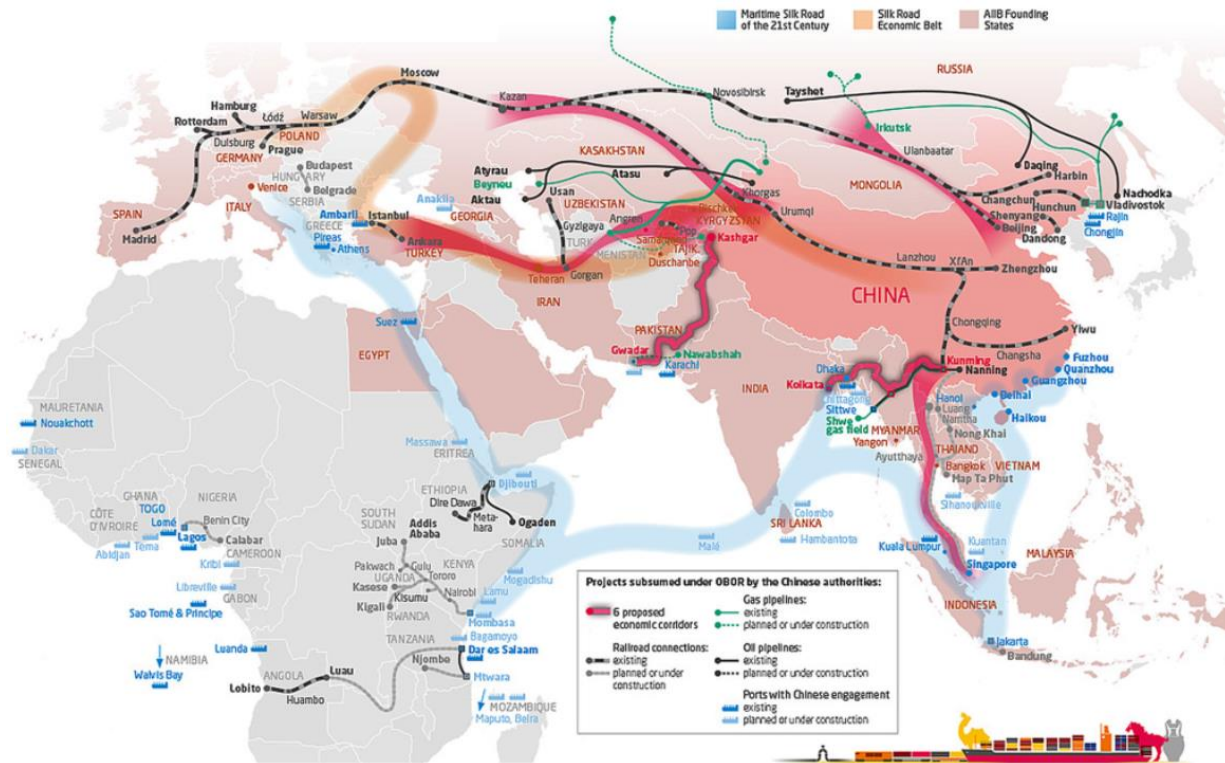 Maritime Silk Road
of the 21st Century
Silk Road
Economic Belt
AIIB Founding
States
RUSSIA
Moscow
Kazan
Novosibirsk
Tayshet
Hamburg
Rotterdam
Łódź
Warsaw
Duisburg
POLAND
Prague
GERMANY
Irkutsk
Ulanbaatar
KASAKHSTAN
MONGOLIA
Daqing
Harbin
Budapest
HUNGARY
Belgrade
SERBIA
Venice
ITALY
Atyrau
Beyneu
Aktau
Atasu
Usan
UZBEKISTAN
Khorgas
Bischkek
KYRGYZSTAN
Urumqi
Changchun
Hunchun
Shenyang
Beijing
Dandong
Nachodka
Vladivostok
Rajin
Chongjin
SPAIN
Madrid
GREECE
Ambarli
Istanbul
Pireas
Athens
Ankara
TURKEY
Anaklia
GEORGIA
Gyzlgaya
Angren
Pop
Samarqand
TAJIK.
TURK
MENISTAN
Duschanbe
Kashgar
Teheran
Gorgan
IRAN
Lanzhou
Xi'An
Zhengzhou
CHINA
Suez
EGYPT
PAKISTAN
Gwadar
Nawabshah
Karachi
INDIA
Chongqing
Changsha
Yiwu
Kunming
Nanning
Fuzhou
Quanzhou
Guangzhou
Beihai
Haikou
Kolkata
Dhaka
Sittwe
Shwe
gas field
MYANMAR
Yangon
Hanoi
Luang
Namtha
Nong Khai
Ayutthaya
THAILAND
Bangkok
VIETNAM
Map Ta Phut
Sihanoukville
MAURETANIA
Nouakchott
Dakar
SENEGAL
Massawa
ERITREA
Djibouti
ETHIOPIA
Dire Dawa
Meta-
hara
Ogaden
SOMALIA
GHANA
TOGO
NIGERIA
CÔTE
D'IVOIRE
Lomé
Lagos
Benin City
Calabar
CAMEROON
Abidjan
Tema
Kribi
SOUTH
SUDAN
Addis
Ababa
Juba
Pakwach
Gulu
KENYA
UGANDA
Tororo
Kasese
Kisumu
Nairobi
Lamu
Mogadishu
Kigali
RWANDA
Mombasa
Bagamoyo
TANZANIA
Dar es Salaam
Njombe
Mtwara
Libreville
GABON
Sao Tomé & Principe
Luanda
NAMIBIA
Walvis Bay
ANGOLA
Lobito
Huambo
Luau
MOZAMBIQUE
Maputo, Beira
Colombo
SRI LANKA
Hambantota
Malé
Kuala Lumpur
Kuantan
Singapore
MALAYSIA
INDONESIA
Jakarta
Bandung
Projects subsumed under OBOR by the Chinese authorities:
6 proposed
economic corridors
Gas pipelines:
existing
planned or under construction
Railroad connections:
existing
planned or under
construction
Oil pipelines:
existing
planned or under construction
Ports with Chinese engagement
existing
planned or under construction